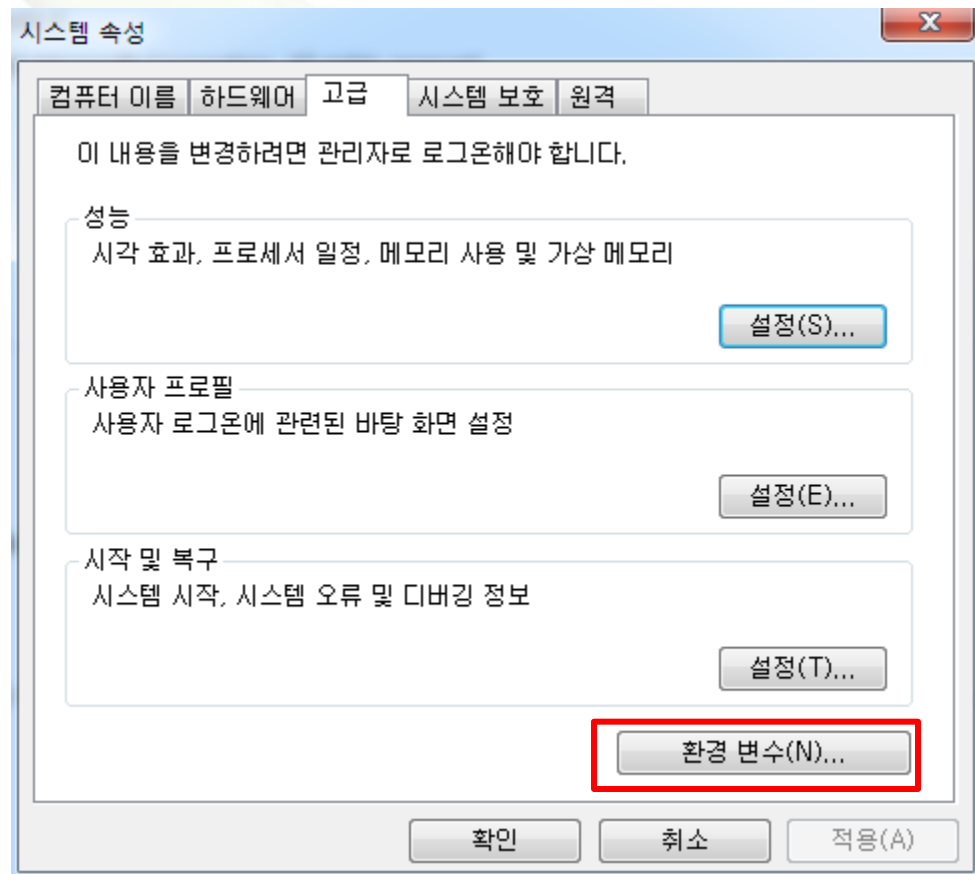 시스템 속성
컴퓨터 이름 하드웨어 고급 시스템 보호 원격
이 내용을 변경하려면 관리자로 로그온해야 합니다.
성능
시각 효과, 프로세서 일정, 메모리 사용 및 가상 메모리
설정(S)...
사용자 프로필
사용자 로그온에 관련된 바탕 화면 설정
설정(E)...
시작 및 복구
시스템 시작, 시스템 오류 및 디버깅 정보
설정(T)...
환경 변수(N)...
확인 취소 적용(A)